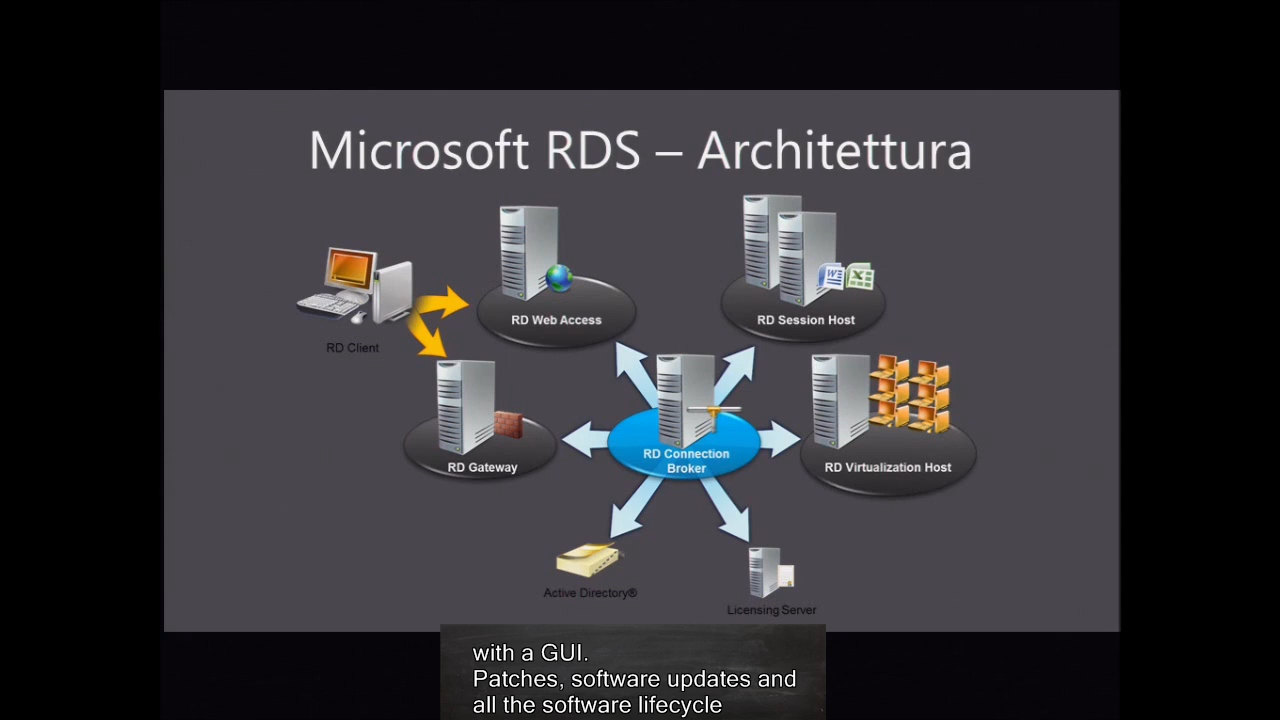 Microsoft RDS – Architettura
RD Client
RD Web Access
RD Session Host
RD Gateway
RD Connection
Broker
RD Virtualization Host
Active Directory®
Licensing Server
with a GUI.
Patches, software updates and
all the software lifecycle